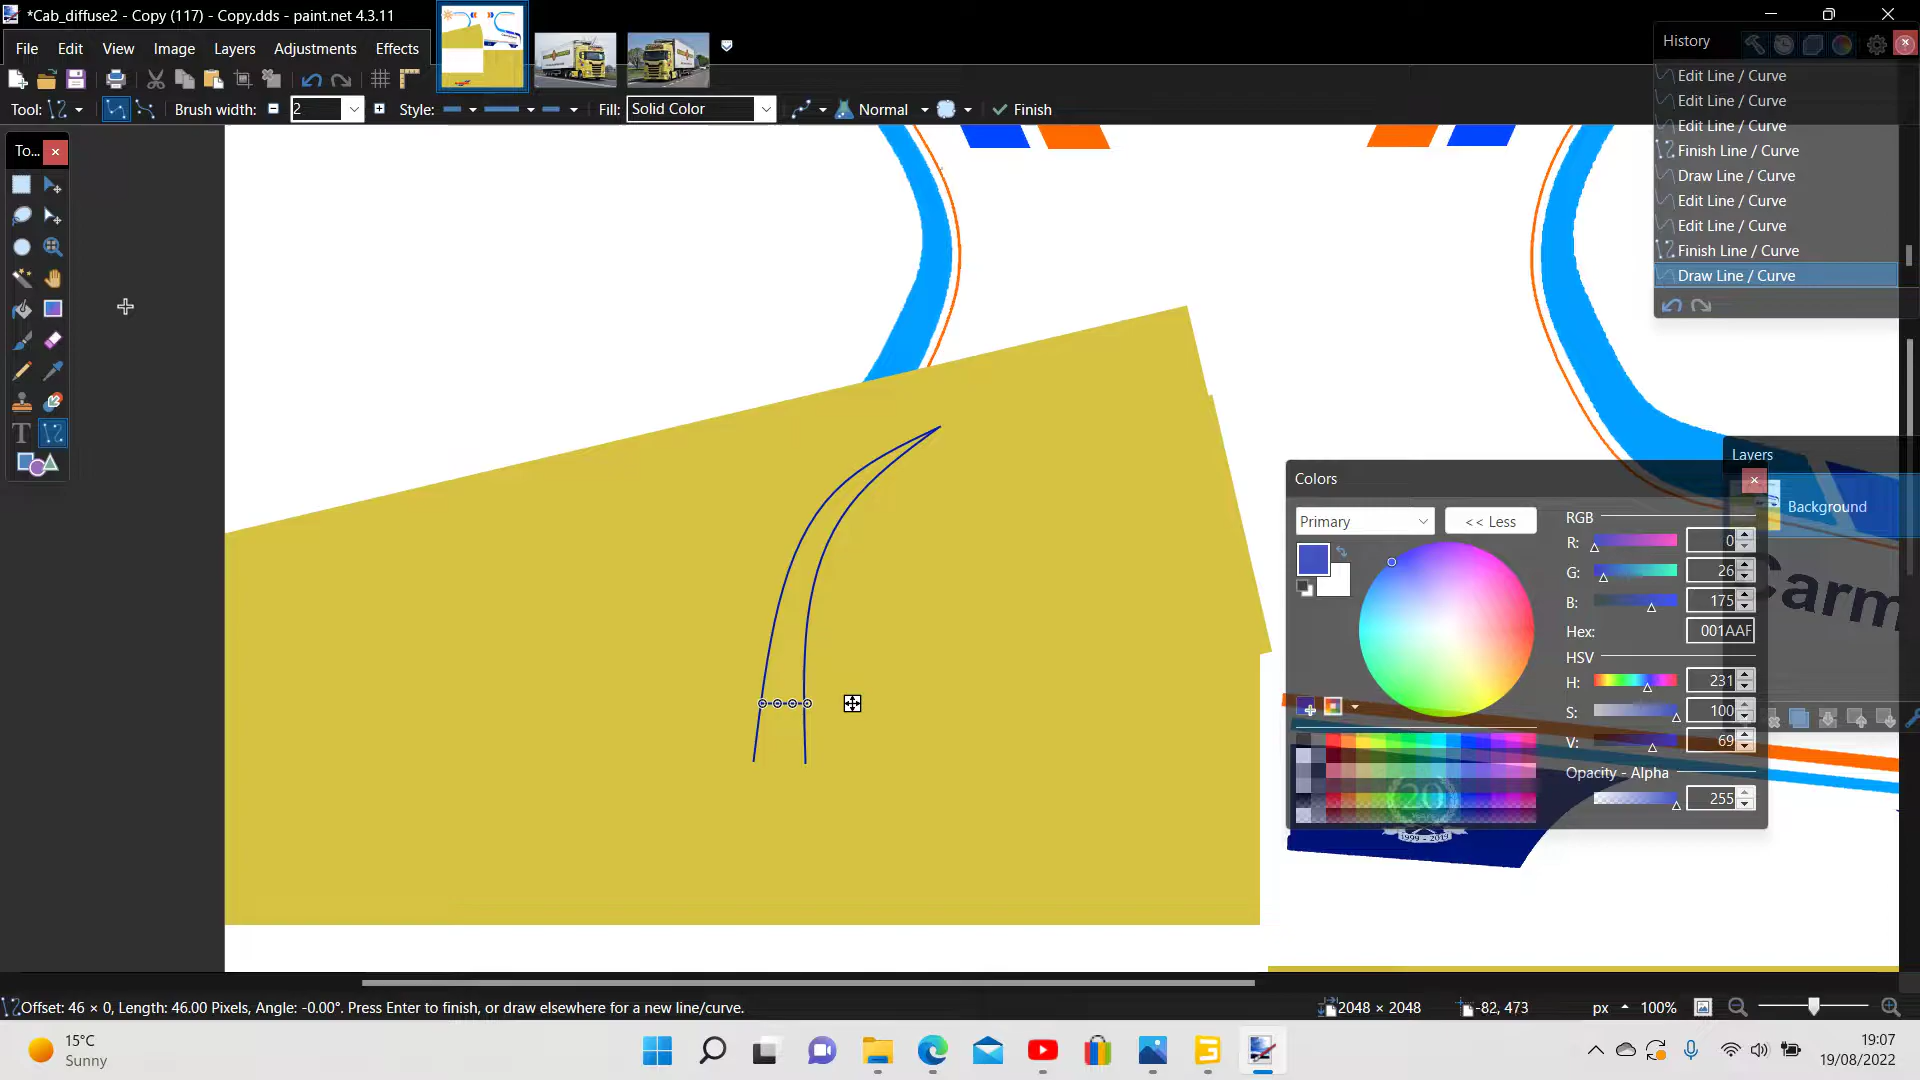 *Cab_diffuse2 - Copy (117) - Copy.dds - paint.net 4.3.11
File Edit View Image Layers Adjustments Effects
Tool: Brush width: 2 Style: Fill: Solid Color Normal Finish
To...
History
Edit Line / Curve
Edit Line / Curve
Edit Line / Curve
Finish Line / Curve
Draw Line / Curve
Edit Line / Curve
Edit Line / Curve
Finish Line / Curve
Draw Line / Curve
Layers
Background
Colors
Primary
<< Less
RGB
R: 0
G: 26
B: 175
Hex: 001AAF
HSV
H: 231
S: 100
V: 69
Opacity - Alpha
255
Carm
20
1999 - 2019
Offset: 46 × 0, Length: 46.00 Pixels, Angle: -0.00°. Press Enter to finish, or draw elsewhere for a new line/curve.
2048 × 2048
-82, 473
px
100%
15°C
Sunny
19:07
19/08/2022